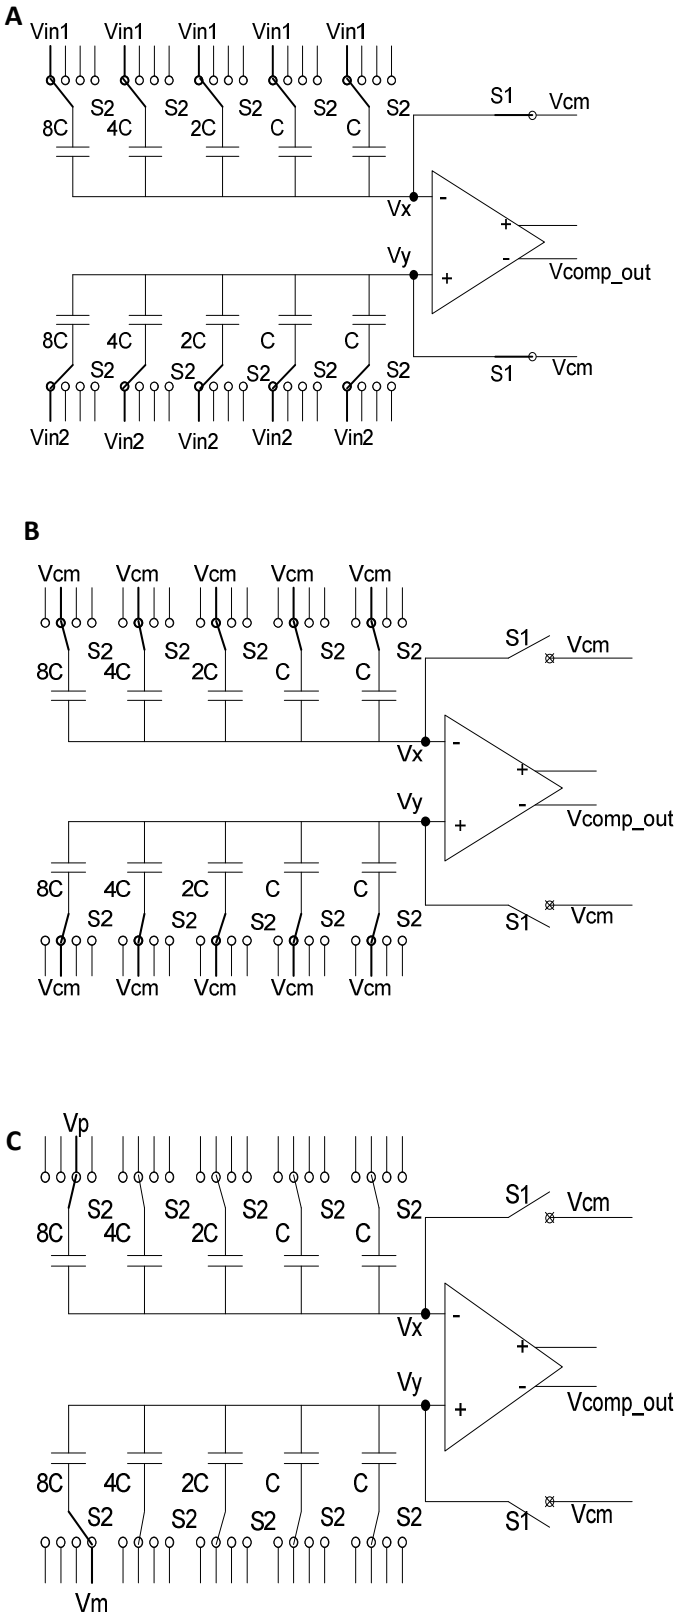 A
Vin1 Vin1 Vin1 Vin1 Vin1
S2 S2 S2 S2 S2 S1 Vcm
8C 4C 2C C C
Vx - +
Vy + - Vcomp_out
8C 4C 2C C C
S2 S2 S2 S2 S2 S1 Vcm
Vin2 Vin2 Vin2 Vin2 Vin2
B
Vcm Vcm Vcm Vcm Vcm
S2 S2 S2 S2 S2 S1 Vcm
8C 4C 2C C C
Vx - +
Vy + - Vcomp_out
8C 4C 2C C C
S2 S2 S2 S2 S2 S1 Vcm
Vcm Vcm Vcm Vcm Vcm
C
Vp
S2 S2 S2 S2 S2 S1 Vcm
8C 4C 2C C C
Vx - +
Vy + - Vcomp_out
8C 4C 2C C C
S2 S2 S2 S2 S2 S1 Vcm
Vm